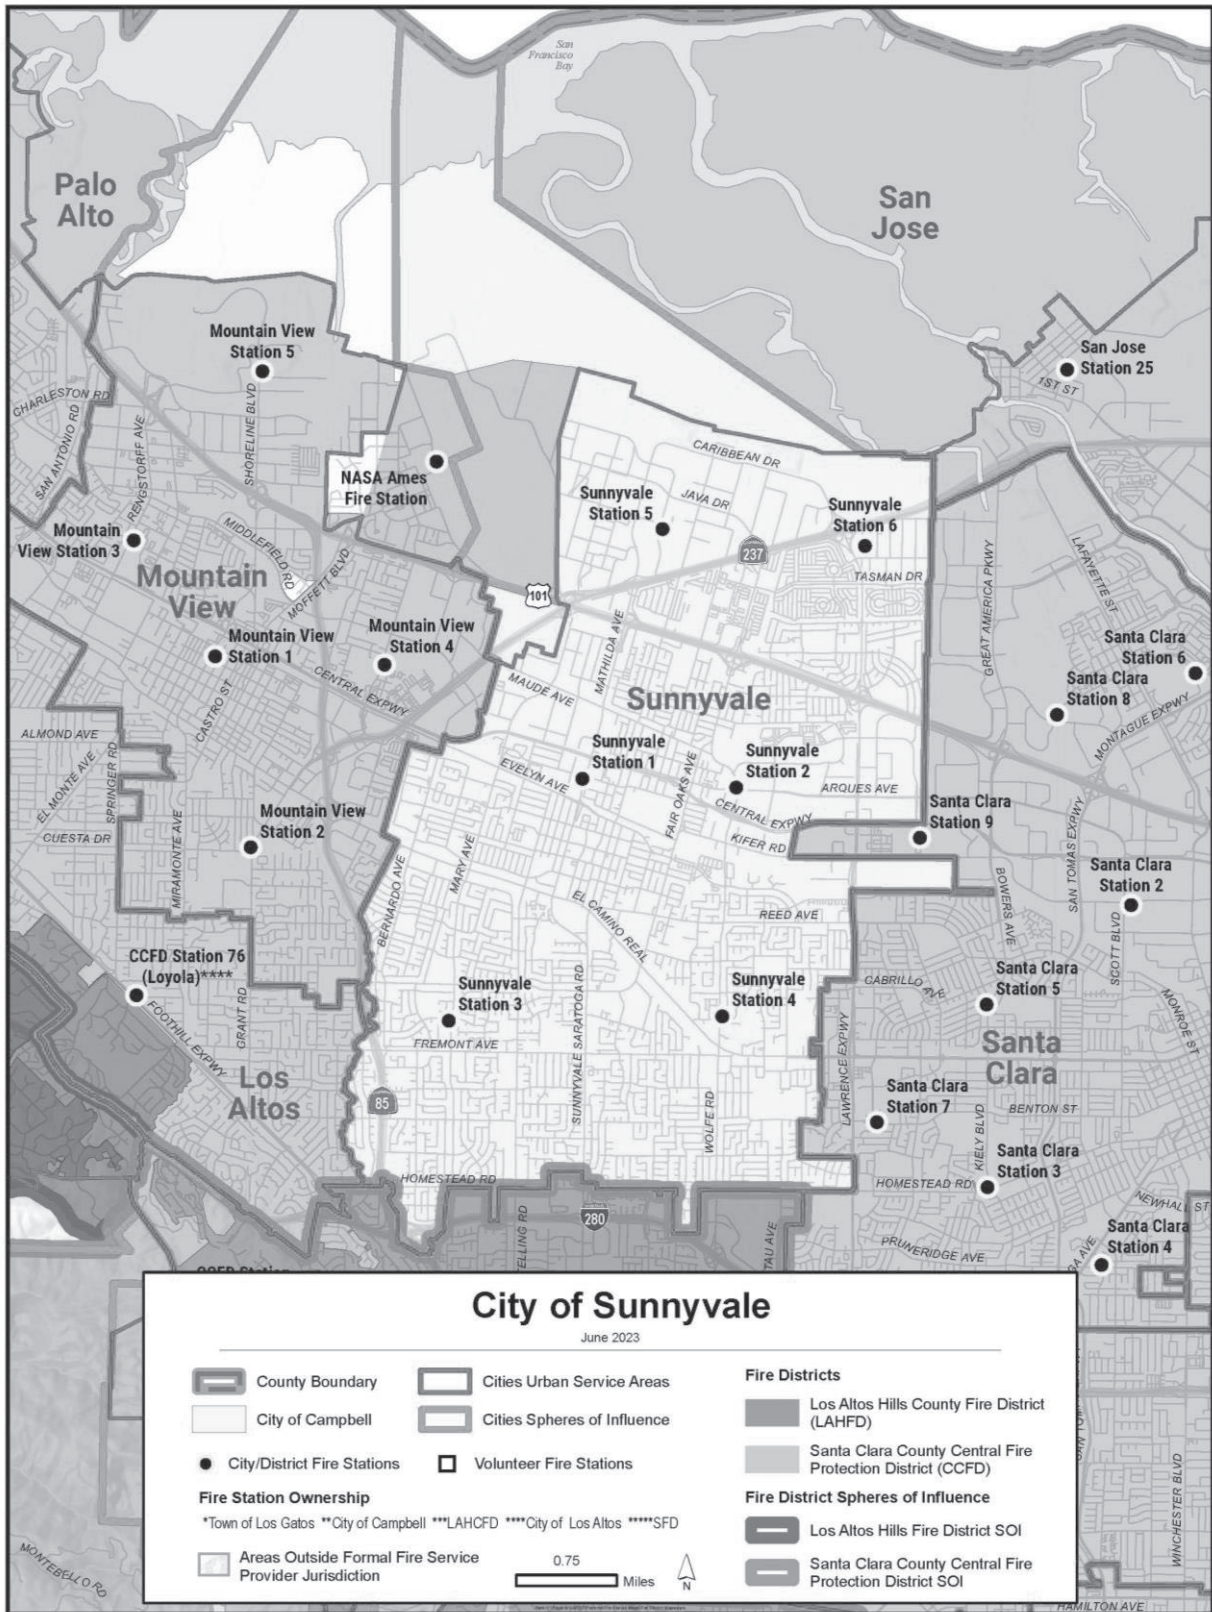 San
Francisco
Bay
Palo
Alto
San
Jose
Mountain View
Station 5
San Jose
Station 25
1ST ST
CHARLESTON RD
SAN ANTONIO RD
RENGSTORFF AVE
SHORELINE BLVD
NASA Ames
Fire Station
CARIBBEAN DR
JAVA DR
Sunnyvale
Station 5
Sunnyvale
Station 6
237
TASMAN DR
Mountain
View Station 3
MIDDLEFIELD RD
MOFFETT BLVD
Mountain
View
101
GREAT AMERICA PKWY
LAFAYETTE ST
Mountain View
Station 1
Mountain View
Station 4
CENTRAL EXPWY
CASTRO ST
MAUDE AVE
MATHILDA AVE
Sunnyvale
Santa Clara
Station 6
Santa Clara
Station 8
MONTAGUE EXPWY
ALMOND AVE
EL MONTE AVE
SPRINGER RD
CUESTA DR
MIRAMONTE AVE
Mountain View
Station 2
EVELYN AVE
Sunnyvale
Station 1
Sunnyvale
Station 2
FAIR OAKS AVE
CENTRAL EXPWY
ARQUES AVE
KIFER RD
Santa Clara
Station 9
SAN TOMAS EXPWY
BOWERS AVE
Santa Clara
Station 2
SCOTT BLVD
BERNARDO AVE
MARY AVE
EL CAMINO REAL
REED AVE
CCFD Station 76
(Loyola)****
GRANT RD
FOOTHILL EXPWY
Sunnyvale
Station 3
FREMONT AVE
SUNNYVALE SARATOGA RD
Sunnyvale
Station 4
CABRILLO AVE
Santa Clara
Station 5
MONROE ST
Santa
Clara
Los
Altos
85
WOLFE RD
LAWRENCE EXPWY
Santa Clara
Station 7
BENTON ST
KIELY BLVD
Santa Clara
Station 3
HOMESTEAD RD
HOMESTEAD RD
NEWHALL ST
280
TELLING RD
TAU AVE
PRUNERIDGE AVE
GA AVE
Santa Clara
Station 4
City of Sunnyvale
June 2023
County Boundary
Cities Urban Service Areas
City of Campbell
Cities Spheres of Influence
City/District Fire Stations
Volunteer Fire Stations
Fire Station Ownership
*Town of Los Gatos **City of Campbell ***LAHCFD ****City of Los Altos *****SFD
Areas Outside Formal Fire Service
Provider Jurisdiction
0.75
Miles
N
Fire Districts
Los Altos Hills County Fire District
(LAHFD)
Santa Clara County Central Fire
Protection District (CCFD)
Fire District Spheres of Influence
Los Altos Hills Fire District SOI
Santa Clara County Central Fire
Protection District SOI
WINCHESTER BLVD
MONTEBELLO RD
HAMILTON AVE